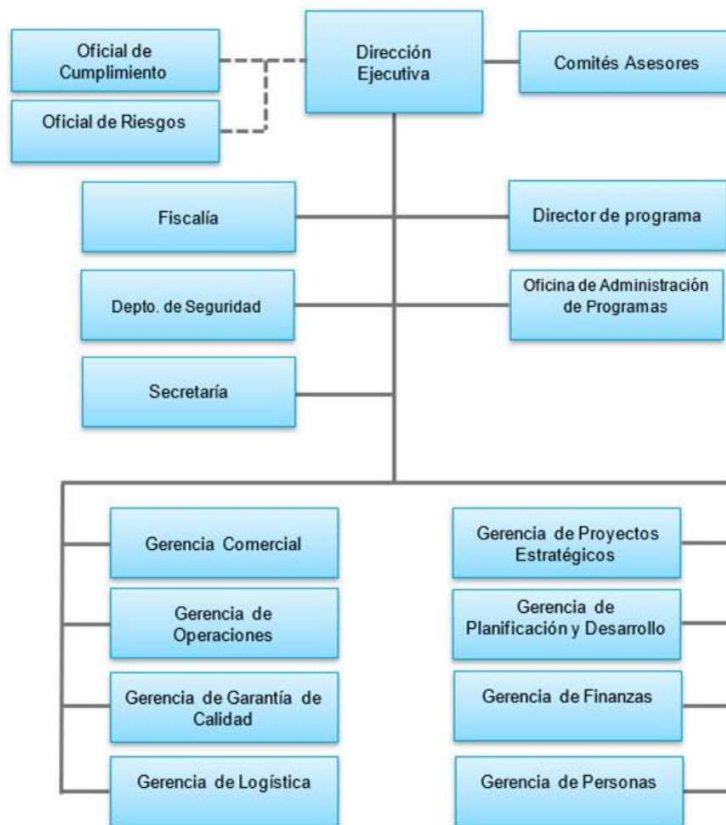 Oficial de
Cumplimiento
Dirección
Ejecutiva
Comités Asesores
Oficial de Riesgos
Fiscalía
Director de programa
Depto. de Seguridad
Oficina de Administración
de Programas
Secretaría
Gerencia Comercial
Gerencia de Proyectos
Estratégicos
Gerencia de
Operaciones
Gerencia de
Planificación y Desarrollo
Gerencia de Garantía de
Calidad
Gerencia de Finanzas
Gerencia de Logística
Gerencia de Personas